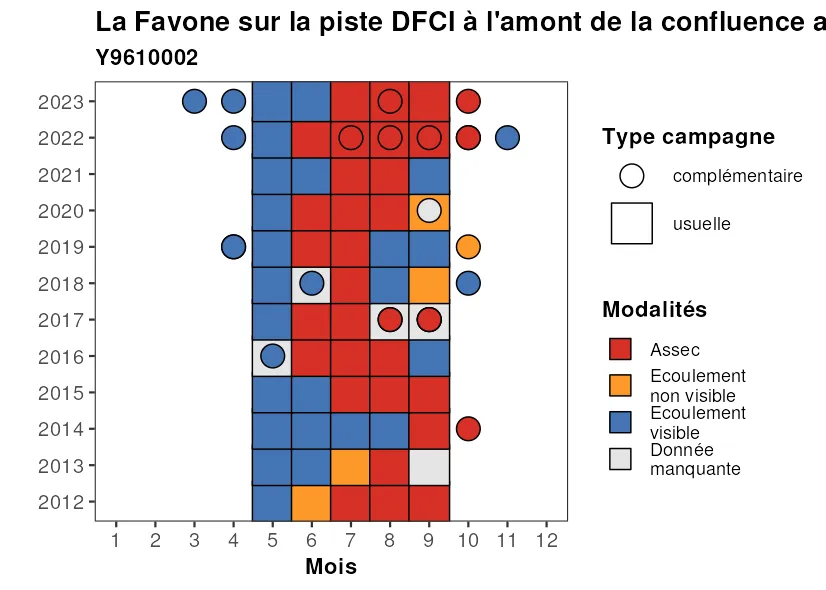 La Favone sur la piste DFCI à l'amont de la confluence a
Y9610002
2023
2022
2021
2020
2019
2018
2017
2016
2015
2014
2013
2012
1 2 3 4 5 6 7 8 9 10 11 12
Mois
Type campagne
complémentaire
usuelle
Modalités
Assec
Ecoulement
non visible
Ecoulement
visible
Donnée
manquante